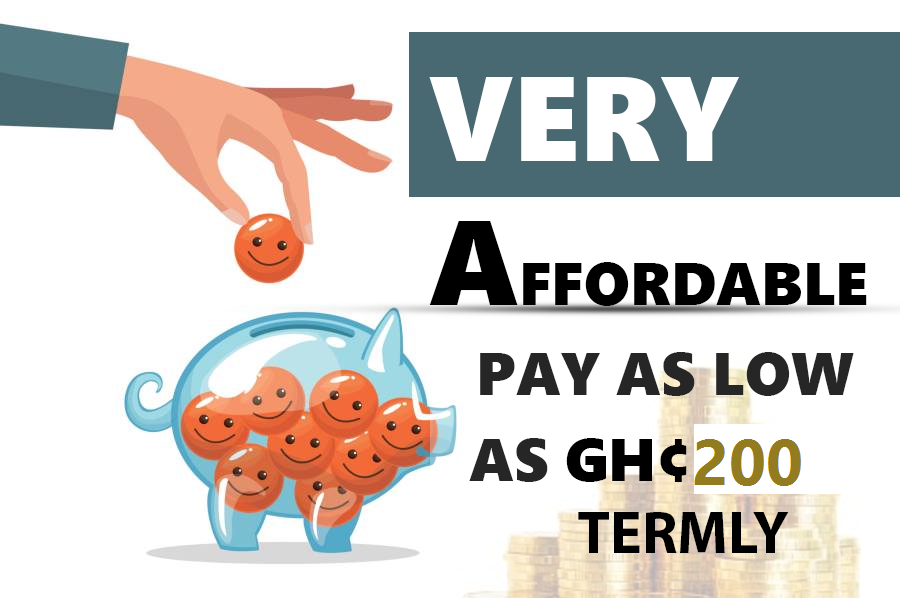 VERY
AFFORDABLE
PAY AS LOW
AS GH¢200
TERMLY